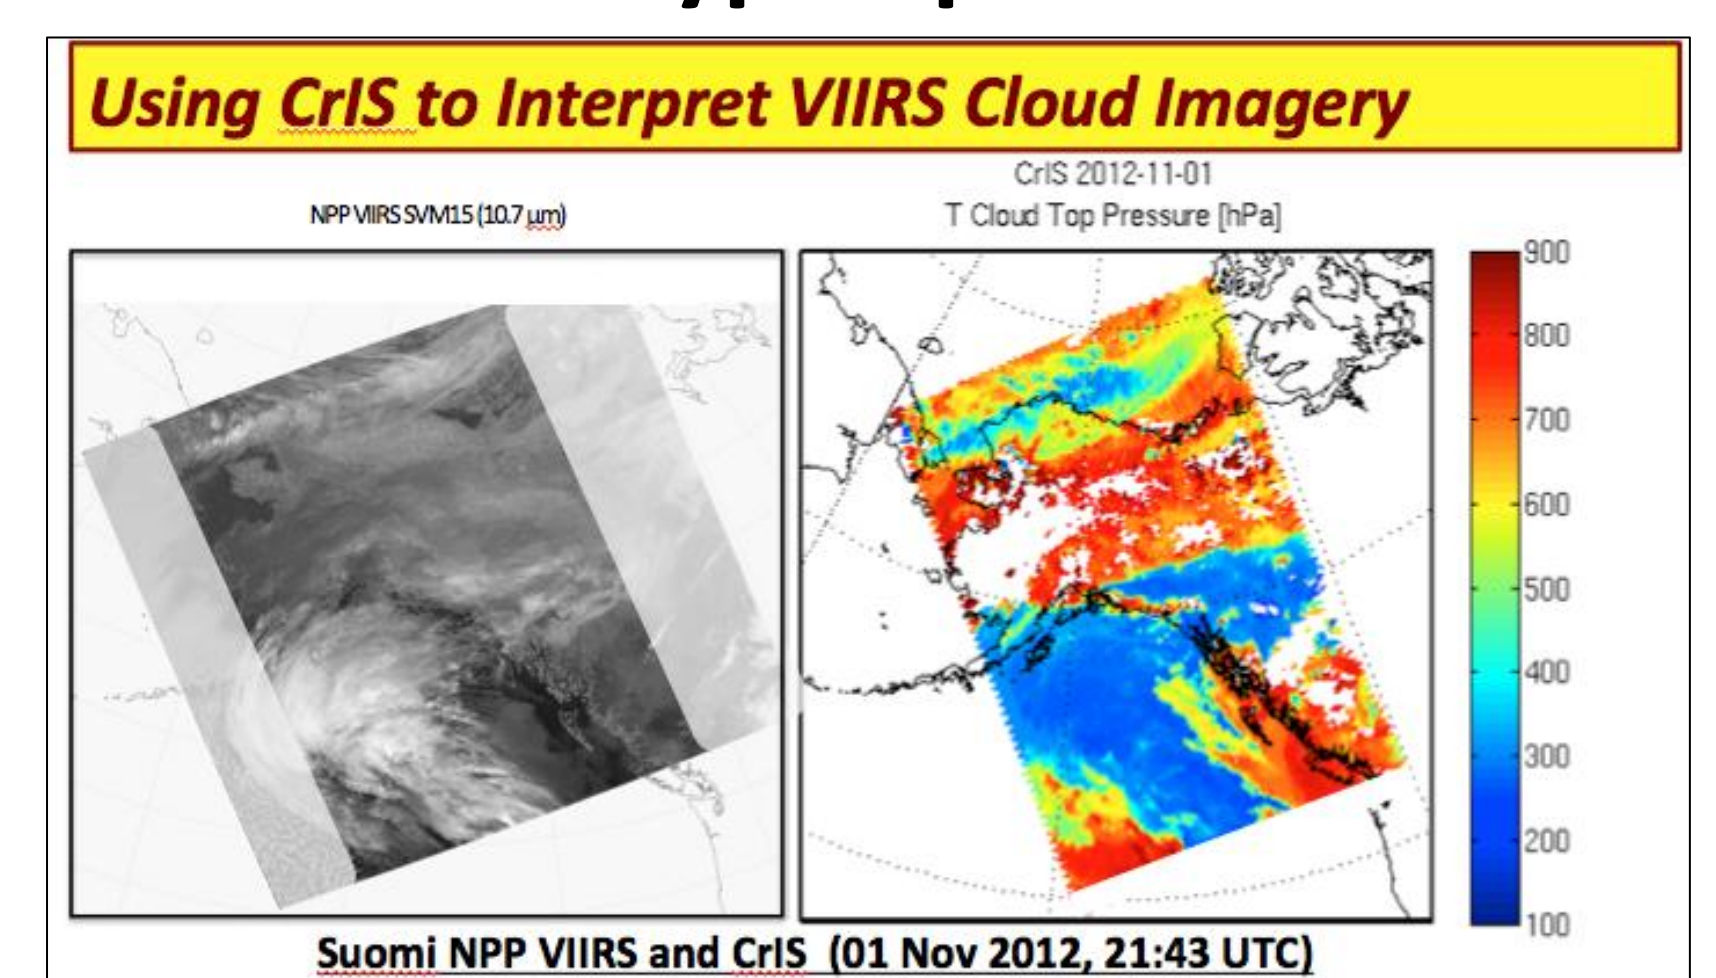 Using CrIS to Interpret VIIRS Cloud Imagery
CrIS 2012-11-01
NPP VIIRS SVM15 (10.7 µm)
T Cloud Top Pressure [hPa]
900
800
700
600
500
400
300
200
100
Suomi NPP VIIRS and CrIS (01 Nov 2012, 21:43 UTC)